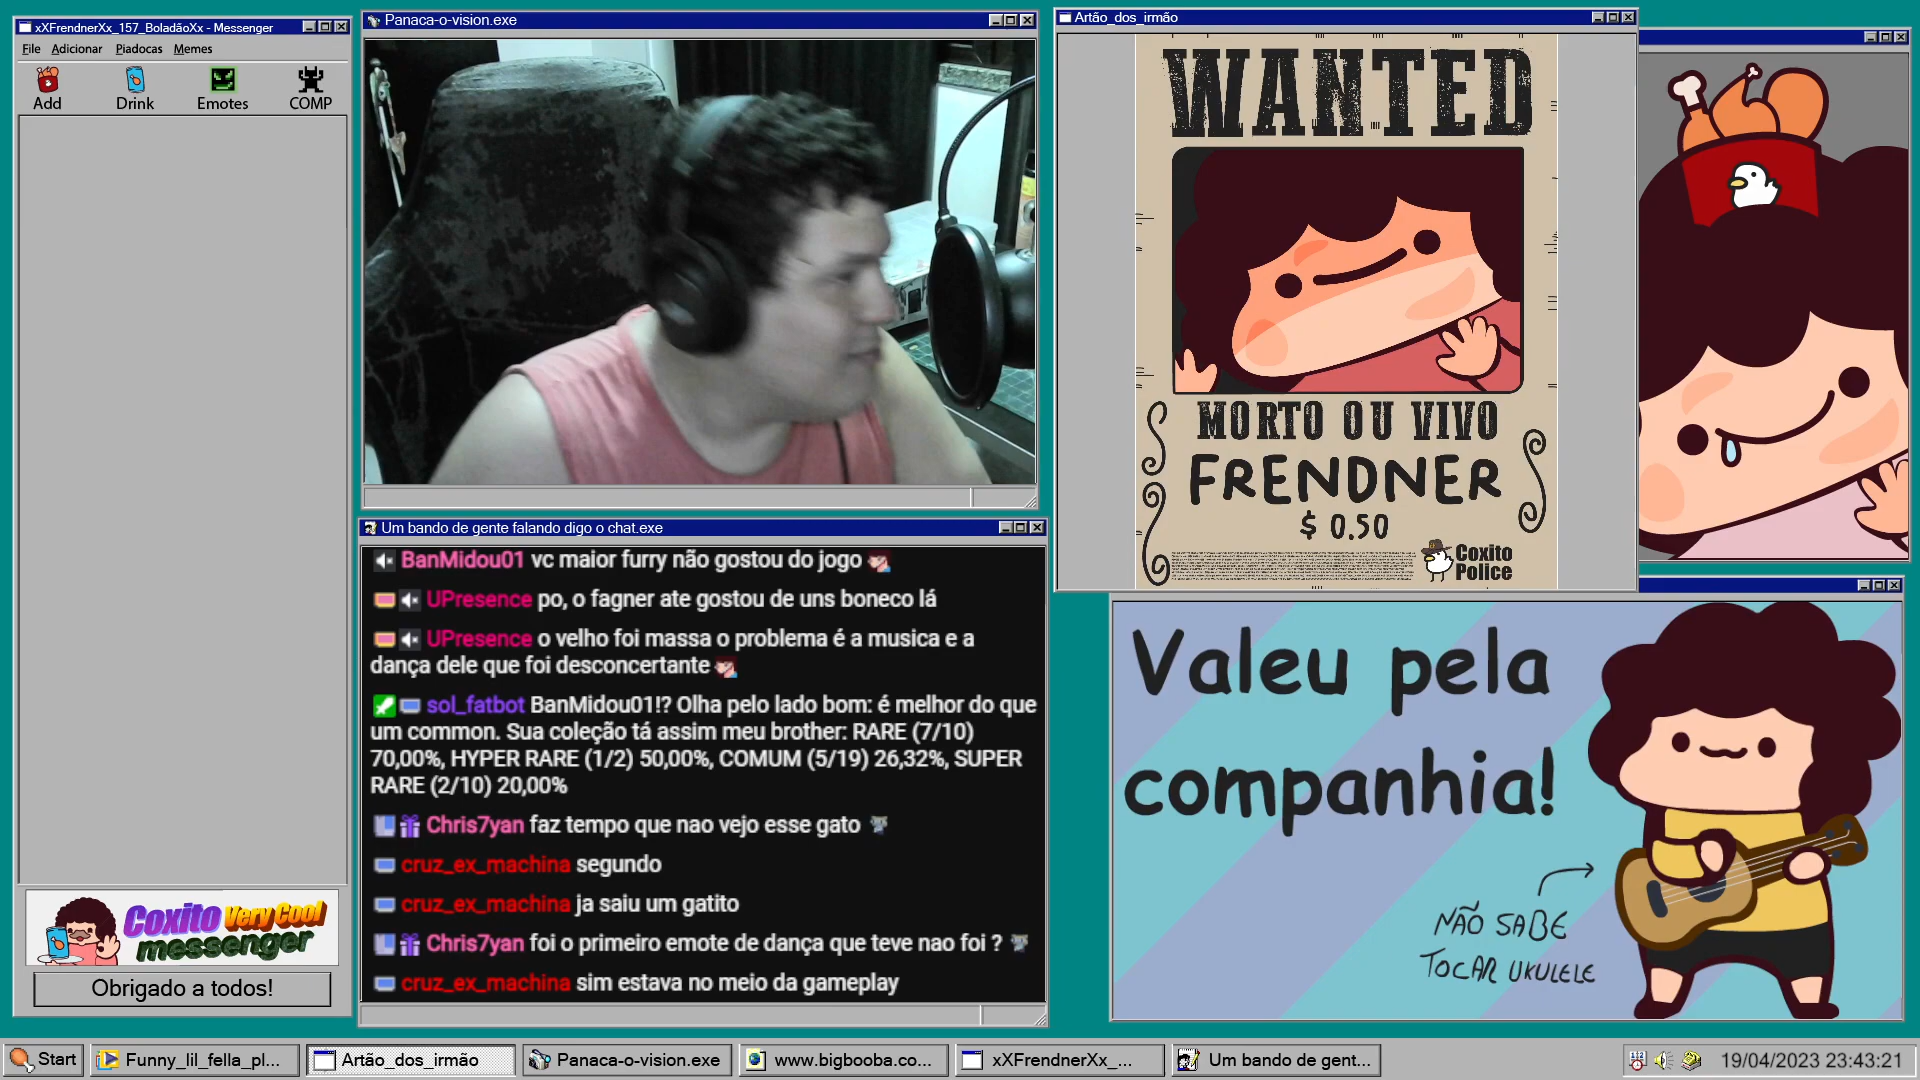 xXFrendnerXx_157_BoladãoXx - Messenger
File Adicionar Piadocas Memes
Add Drink Emotes COMP
Coxito Very Cool
messenger
Obrigado a todos!
Panaca-o-vision.exe
Um bando de gente falando digo o chat.exe
BanMidou01 vc maior furry não gostou do jogo
UPresence po, o fagner ate gostou de uns boneco lá
UPresence o velho foi massa o problema é a musica e a
dança dele que foi desconcertante
sol_fatbot BanMidou01!? Olha pelo lado bom: é melhor do que
um common. Sua coleção tá assim meu brother: RARE (7/10)
70,00%, HYPER RARE (1/2) 50,00%, COMUM (5/19) 26,32%, SUPER
RARE (2/10) 20,00%
Chris7yan faz tempo que nao vejo esse gato
cruz_ex_machina segundo
cruz_ex_machina ja saiu um gatito
Chris7yan foi o primeiro emote de dança que teve nao foi ?
cruz_ex_machina sim estava no meio da gameplay
Artão_dos_irmão
WANTED
MORTO OU VIVO
FRENDNER
$ 0.50
Coxito
Police
Valeu pela
companhia!
NÃO SABE
TOCAR UKULELE
Start Funny_lil_fella_pl... Artão_dos_irmão Panaca-o-vision.exe www.bigbooba.co... xXFrendnerXx_... Um bando de gent... 19/04/2023 23:43:21